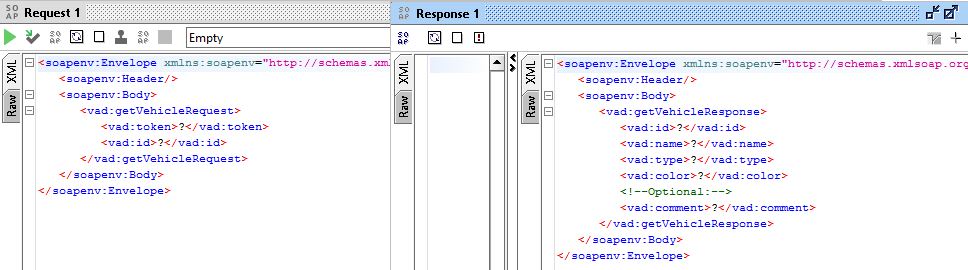 SO AP Request 1
SO AP Empty
XML
Raw
<soapenv:Envelope xmlns:soapenv="http://schemas.xml
<soapenv:Header/>
<soapenv:Body>
<vad:getVehicleRequest>
<vad:token>?</vad:token>
<vad:id>?</vad:id>
</vad:getVehicleRequest>
</soapenv:Body>
</soapenv:Envelope>
SO AP Response 1
SO AP
XML
Raw
XML
Raw
<soapenv:Envelope xmlns:soapenv="http://schemas.xmlsoap.org
<soapenv:Header/>
<soapenv:Body>
<vad:getVehicleResponse>
<vad:id>?</vad:id>
<vad:name>?</vad:name>
<vad:type>?</vad:type>
<vad:color>?</vad:color>
<!--Optional:-->
<vad:comment>?</vad:comment>
</vad:getVehicleResponse>
</soapenv:Body>
</soapenv:Envelope>